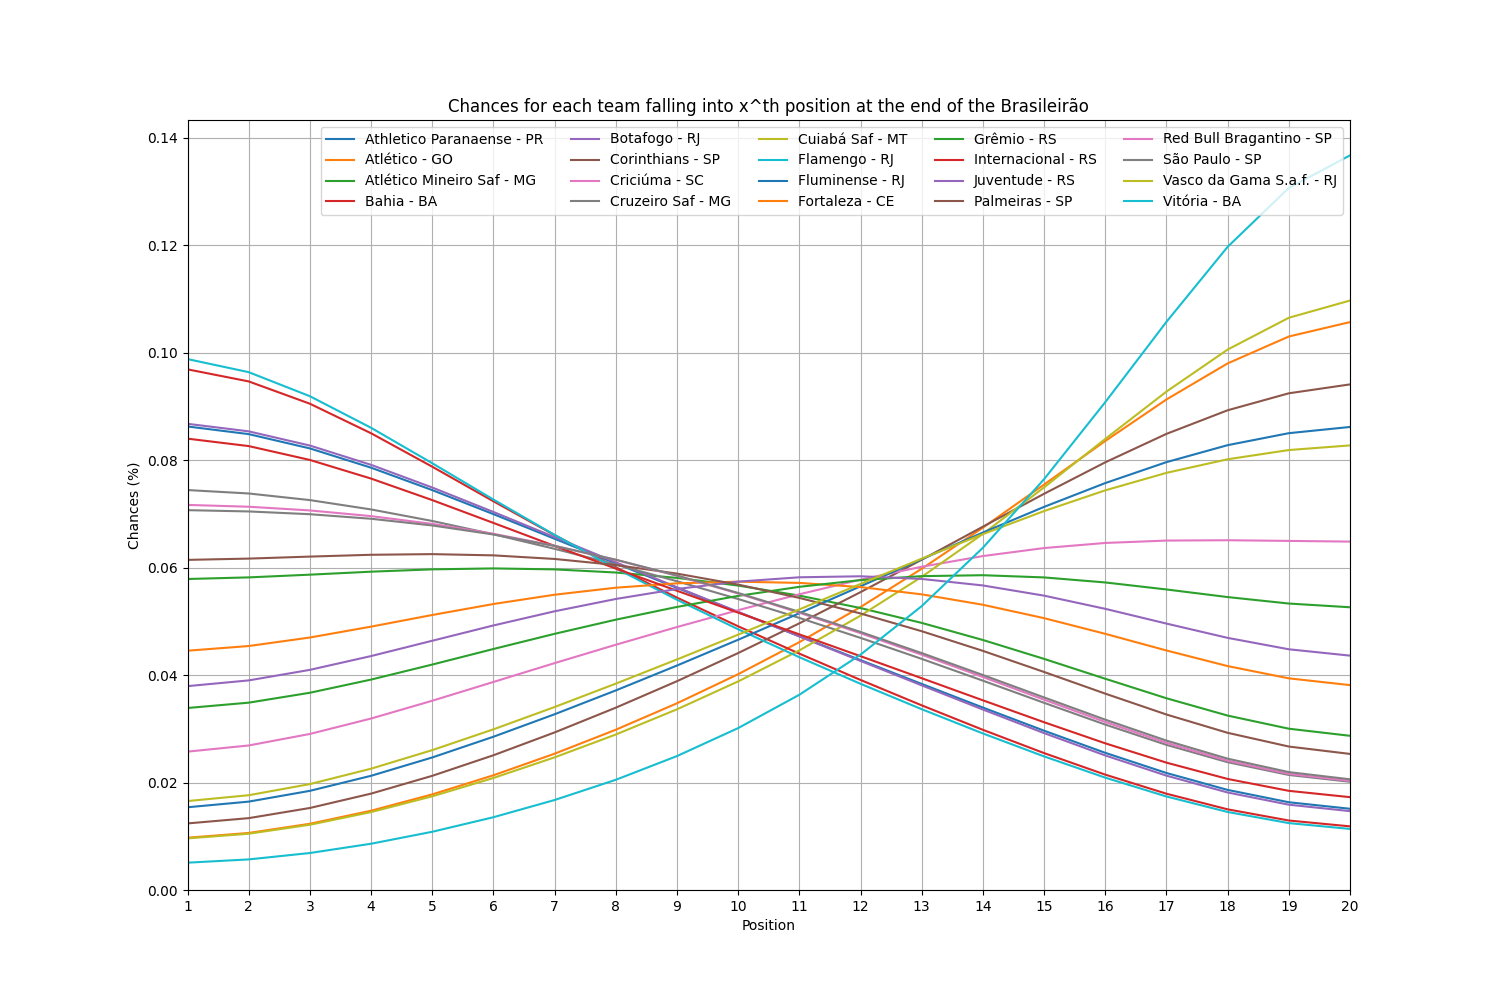 Chances for each team falling into x^th position at the end of the Brasileirão
Athletico Paranaense - PR
Atlético - GO
Atlético Mineiro Saf - MG
Bahia - BA
Botafogo - RJ
Corinthians - SP
Criciúma - SC
Cruzeiro Saf - MG
Cuiabá Saf - MT
Flamengo - RJ
Fluminense - RJ
Fortaleza - CE
Grêmio - RS
Internacional - RS
Juventude - RS
Palmeiras - SP
Red Bull Bragantino - SP
São Paulo - SP
Vasco da Gama S.a.f. - RJ
Vitória - BA
Chances (%)
0.14
0.12
0.10
0.08
0.06
0.04
0.02
0.00
1 2 3 4 5 6 7 8 9 10 11 12 13 14 15 16 17 18 19 20
Position